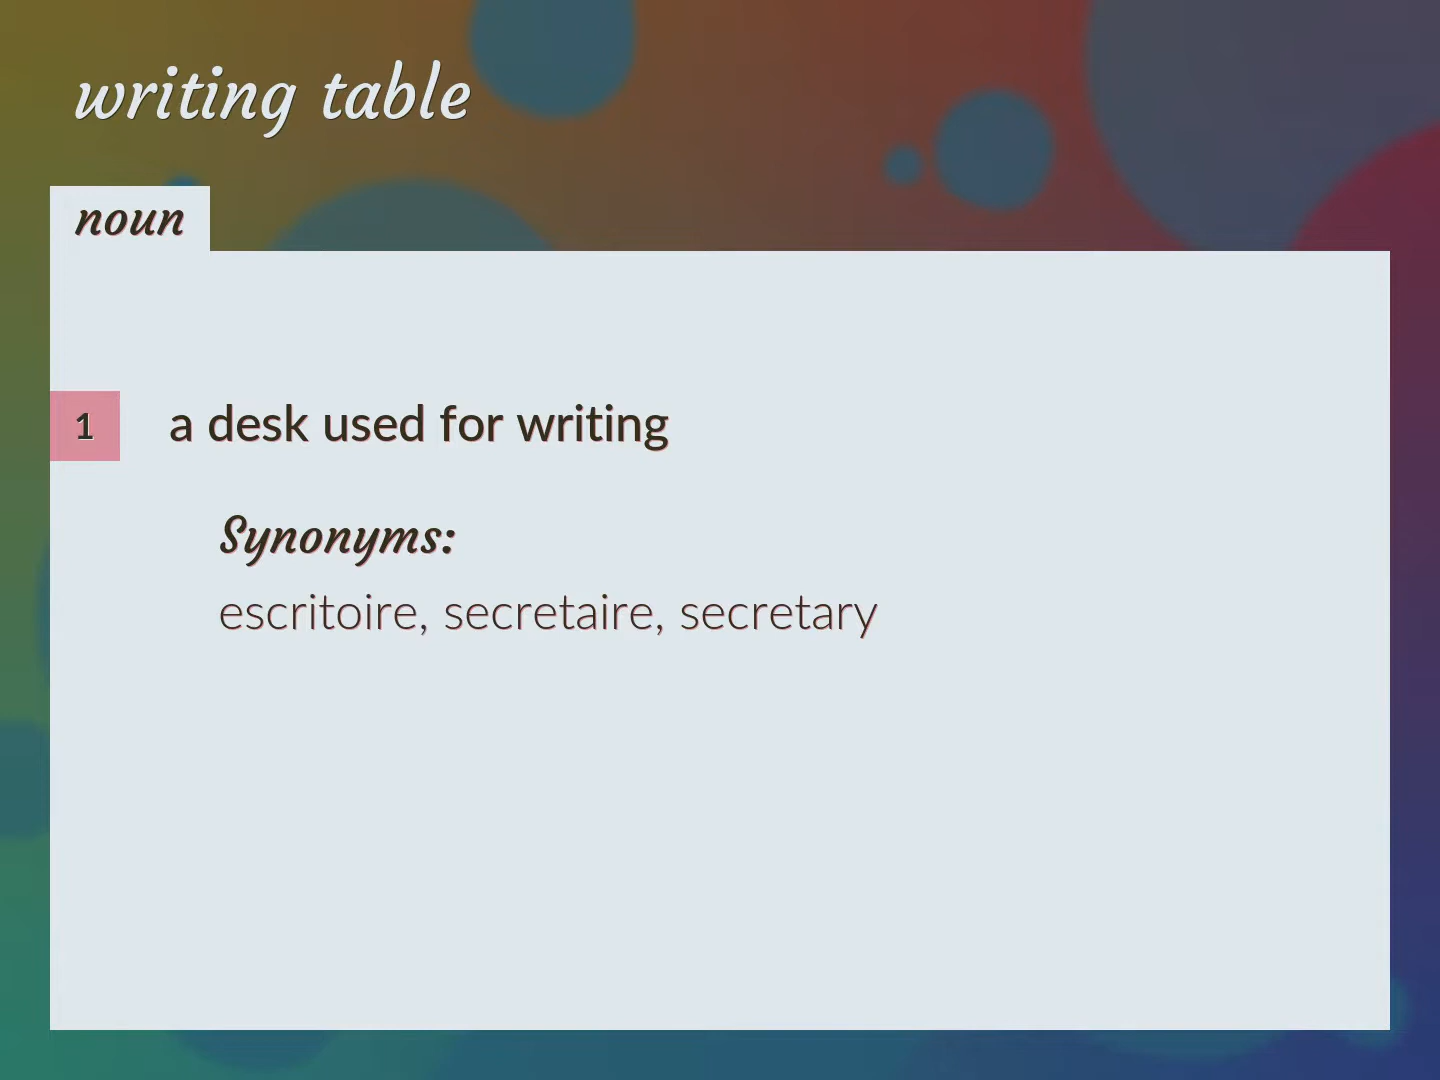 writing table
noun
1 a desk used for writing
Synonyms:
escritoire, secretaire, secretary